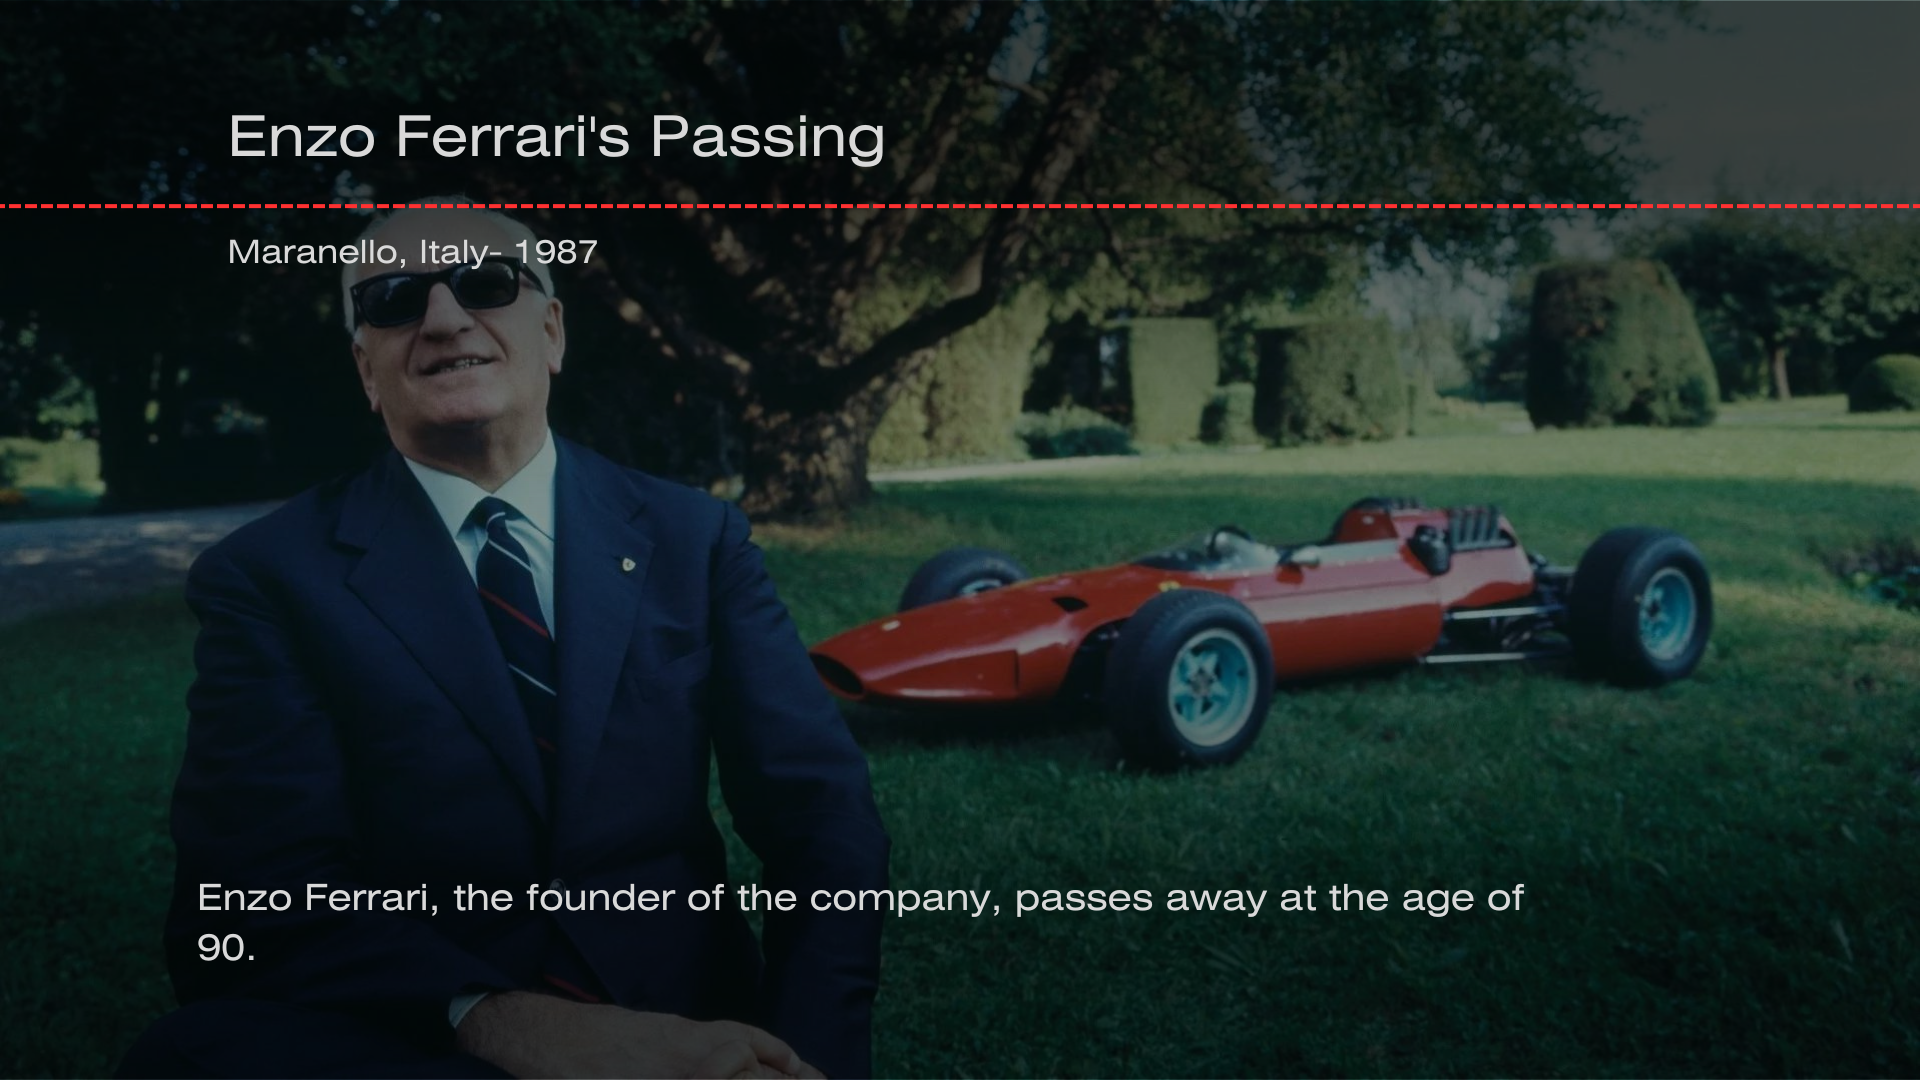 Enzo Ferrari's Passing
Maranello, Italy- 1987
Enzo Ferrari, the founder of the company, passes away at the age of
90.